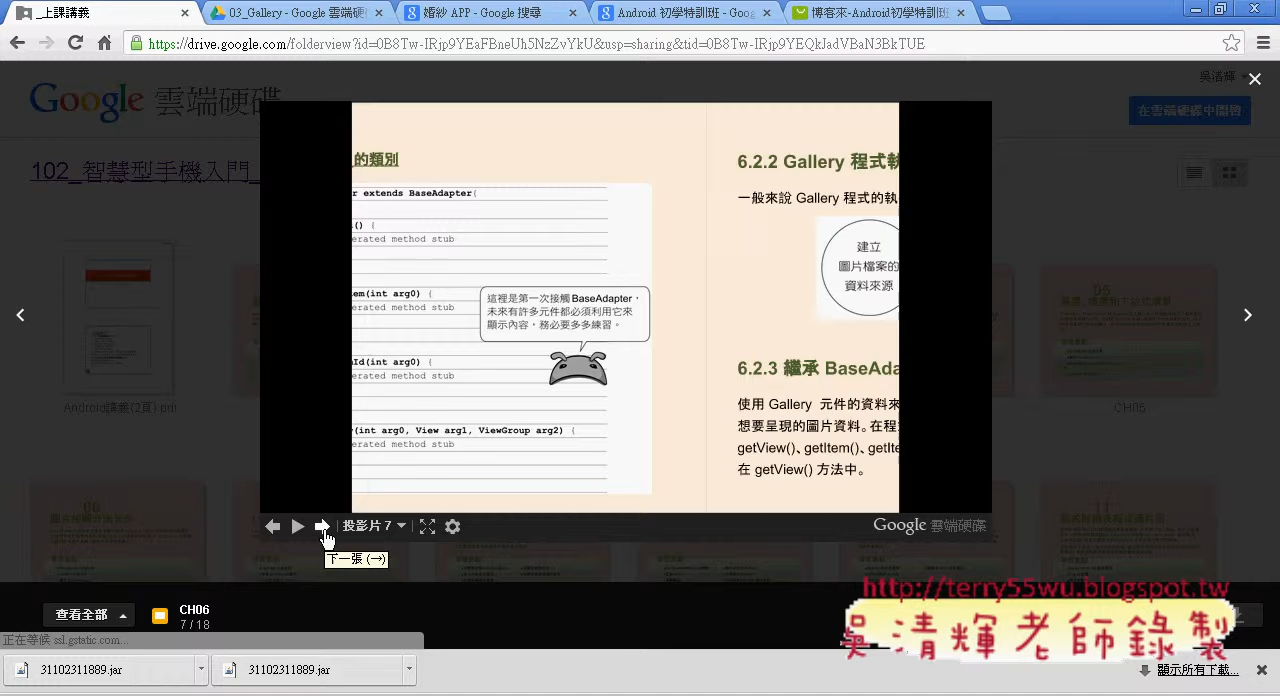 上課講義
03_Gallery - Google 雲端硬
婚紗 APP - Google 搜尋
Android 初學特訓班 - Goo
博客來-Android初學特訓班
https://drive.google.com/folderview?id=0B8Tw-IRjp9YEaFBneUh5NzZvYkU&usp=sharing&tid=0B8Tw-IRjp9YEQkJadVBaN3BkTUE
Google 雲端硬碟
吳清輝
在雲端硬碟中開啟
102_智慧型手機入門_
的類別
r extends BaseAdapter{
() {
erated method stub
em(int arg0) {
erated method stub
Id(int arg0) {
erated method stub
(int arg0, View arg1, ViewGroup arg2) {
erated method stub
這裡是第一次接觸 BaseAdapter,
未來有許多元件都必須利用它來
顯示內容,務必要多多練習。
6.2.2 Gallery 程式執
一般來說 Gallery 程式的執
建立
圖片檔案的
資料來源
6.2.3 繼承 BaseAda
使用 Gallery 元件的資料來
想要呈現的圖片資料。在程
getView()、getItem()、getIte
在 getView() 方法中。
Android講義(2頁).pdf
CH05
投影片 7
Google 雲端硬碟
下一張 (→)
查看全部
CH06
7 / 18
正在等候 ssl.gstatic.com...
http://terry55wu.blogspot.tw
吳清輝老師錄製
31102311889.jar
31102311889.jar
顯示所有下載...